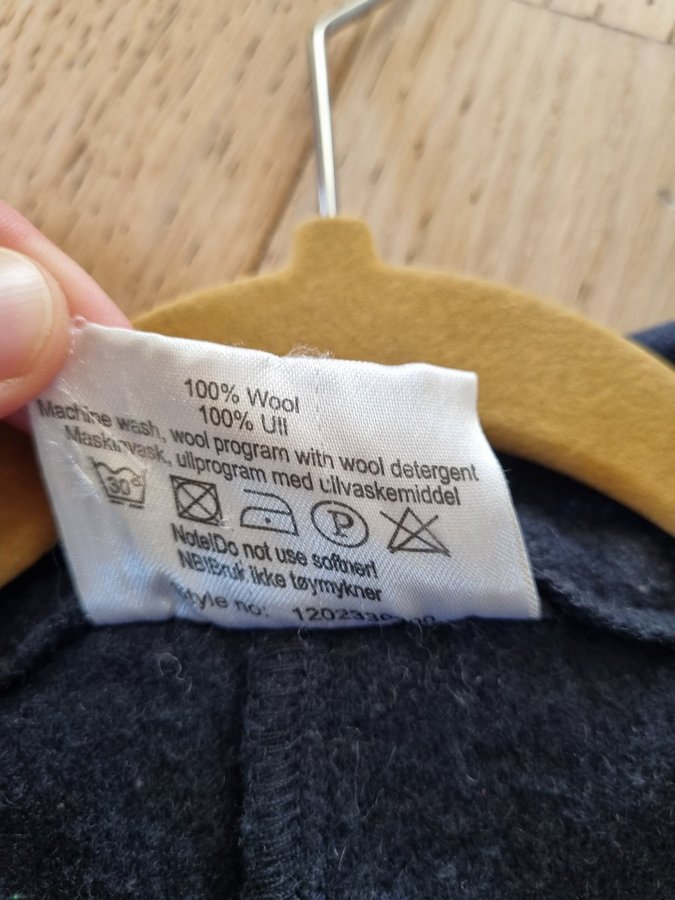 100% Wool
100% Ull
Machine wash, wool program with wool detergent
Maskinvask, ullprogram med ullvaskemiddel
30° P
Note!Do not use softner!
NB!Bruk ikke tøymykner
Style no: